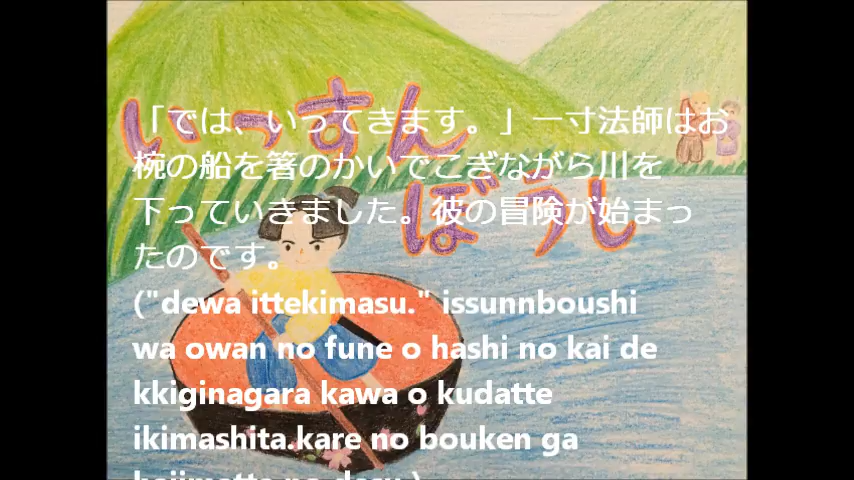 いっすん
ぼうし
「では、いってきます。」一寸法師はお
椀の船を箸のかいでこぎながら川を
下っていきました。彼の冒険が始まっ
たのです。
("dewa ittekimasu." issunnboushi
wa owan no fune o hashi no kai de
kkiginagara kawa o kudatte
ikimashita.kare no bouken ga
hajimatta no desu.)